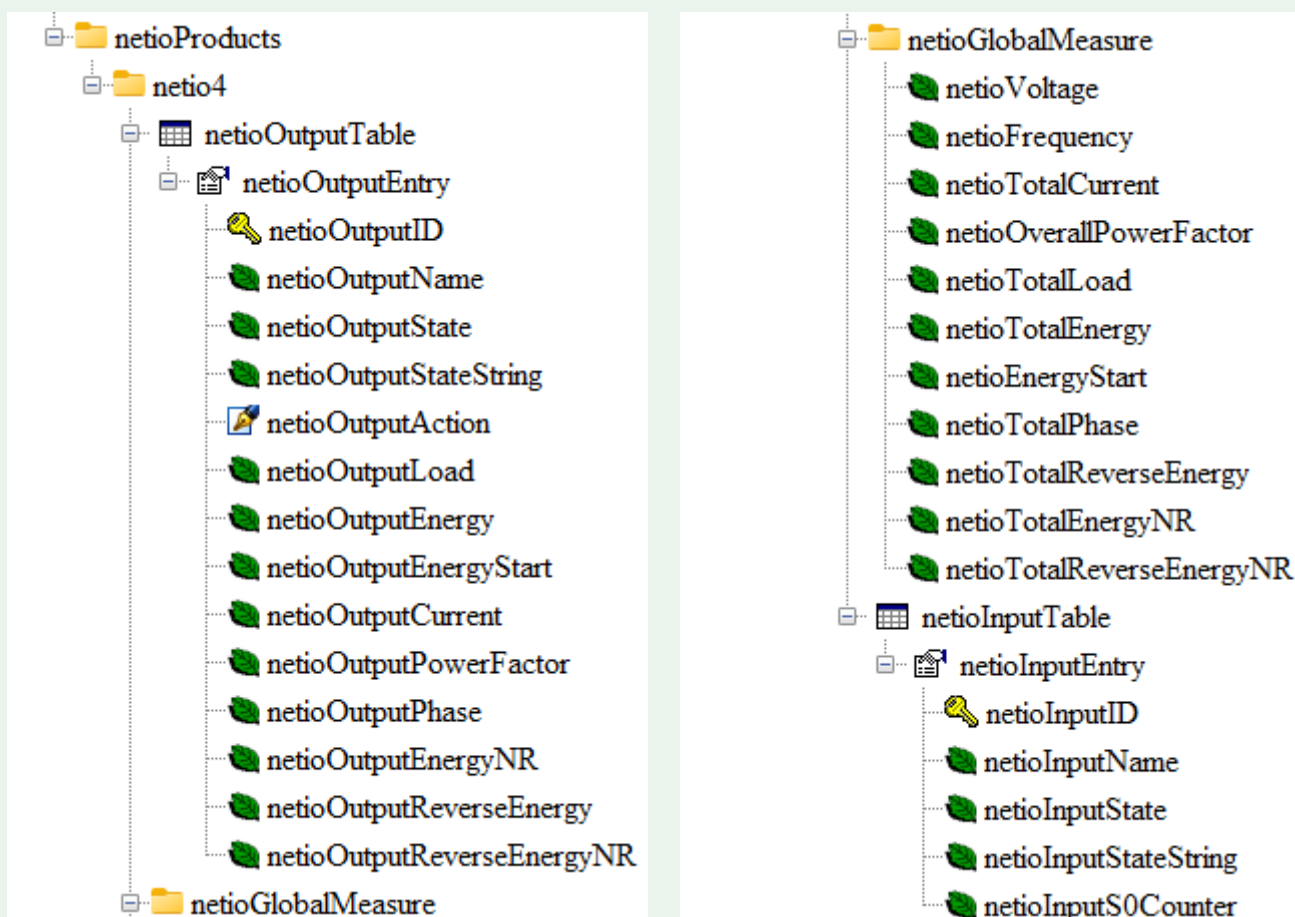 netioProducts
netio4
netioOutputTable
netioOutputEntry
netioOutputID
netioOutputName
netioOutputState
netioOutputStateString
netioOutputAction
netioOutputLoad
netioOutputEnergy
netioOutputEnergyStart
netioOutputCurrent
netioOutputPowerFactor
netioOutputPhase
netioOutputEnergyNR
netioOutputReverseEnergy
netioOutputReverseEnergyNR
netioGlobalMeasure
netioGlobalMeasure
netioVoltage
netioFrequency
netioTotalCurrent
netioOverallPowerFactor
netioTotalLoad
netioTotalEnergy
netioEnergyStart
netioTotalPhase
netioTotalReverseEnergy
netioTotalEnergyNR
netioTotalReverseEnergyNR
netioInputTable
netioInputEntry
netioInputID
netioInputName
netioInputState
netioInputStateString
netioInputS0Counter